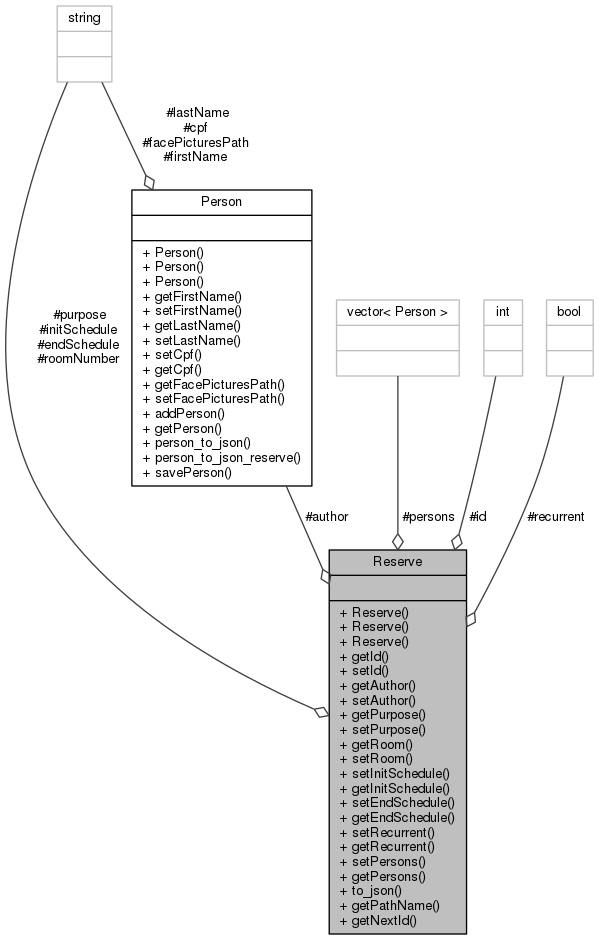 string
#lastName
#cpf
#facePicturesPath
#firstName
Person
+ Person()
+ Person()
+ Person()
+ getFirstName()
+ setFirstName()
+ getLastName()
+ setLastName()
+ setCpf()
+ getCpf()
+ getFacePicturesPath()
+ setFacePicturesPath()
+ addPerson()
+ getPerson()
+ person_to_json()
+ person_to_json_reserve()
+ savePerson()
#purpose
#initSchedule
#endSchedule
#roomNumber
vector< Person >
int
bool
#author
#persons
#id
#recurrent
Reserve
+ Reserve()
+ Reserve()
+ Reserve()
+ getId()
+ setId()
+ getAuthor()
+ setAuthor()
+ getPurpose()
+ setPurpose()
+ getRoom()
+ setRoom()
+ setInitSchedule()
+ getInitSchedule()
+ setEndSchedule()
+ getEndSchedule()
+ setRecurrent()
+ getRecurrent()
+ setPersons()
+ getPersons()
+ to_json()
+ getPathName()
+ getNextId()